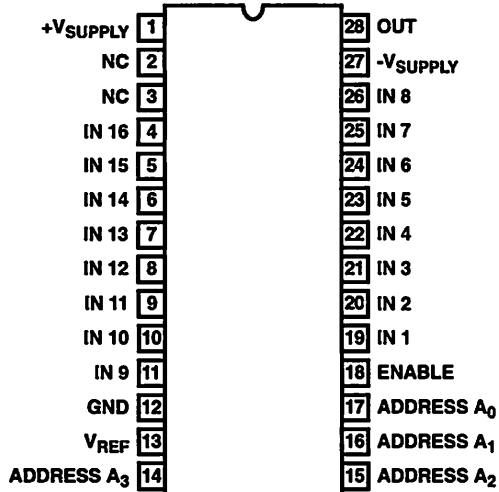 +VSUPPLY 1 28 OUT
NC 2 27 -VSUPPLY
NC 3 26 IN 8
IN 16 4 25 IN 7
IN 15 5 24 IN 6
IN 14 6 23 IN 5
IN 13 7 22 IN 4
IN 12 8 21 IN 3
IN 11 9 20 IN 2
IN 10 10 19 IN 1
IN 9 11 18 ENABLE
GND 12 17 ADDRESS A0
VREF 13 16 ADDRESS A1
ADDRESS A3 14 15 ADDRESS A2